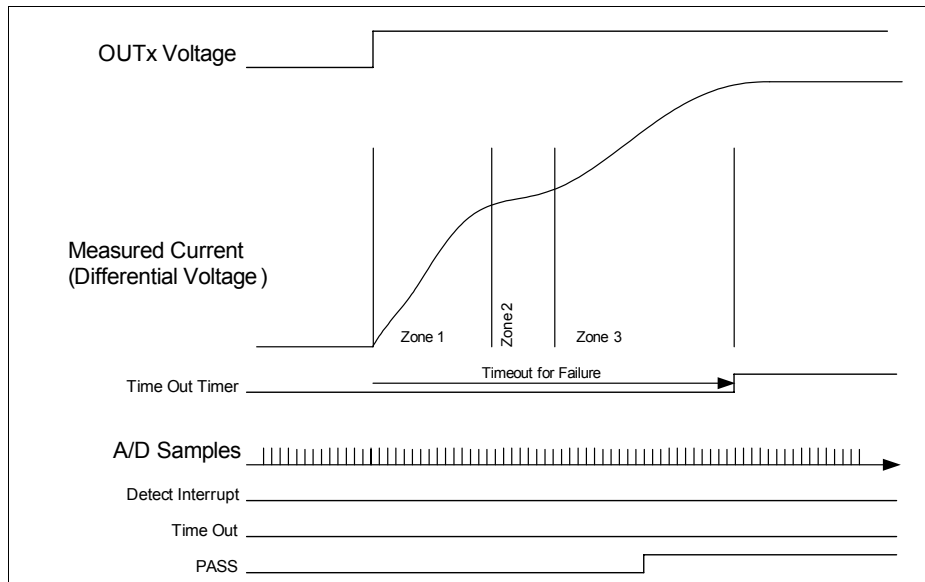 OUTx Voltage
Measured Current
(Differential Voltage)
Zone 1
Zone 2
Zone 3
Timeout for Failure
Time Out Timer
A/D Samples
Detect Interrupt
Time Out
PASS